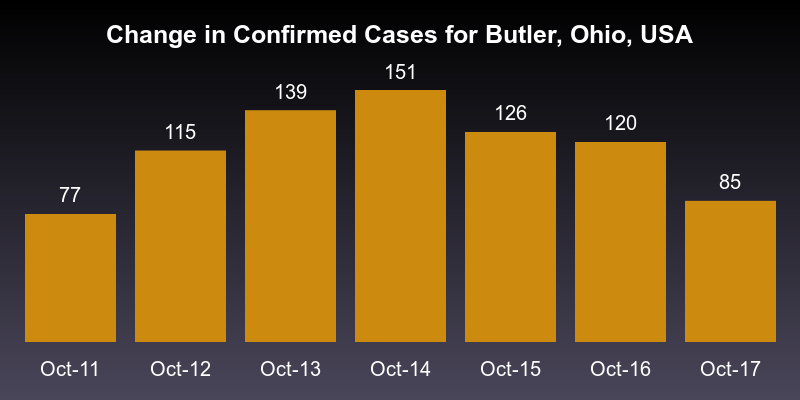 Change in Confirmed Cases for Butler, Ohio, USA
77
115
139
151
126
120
85
Oct-11
Oct-12
Oct-13
Oct-14
Oct-15
Oct-16
Oct-17